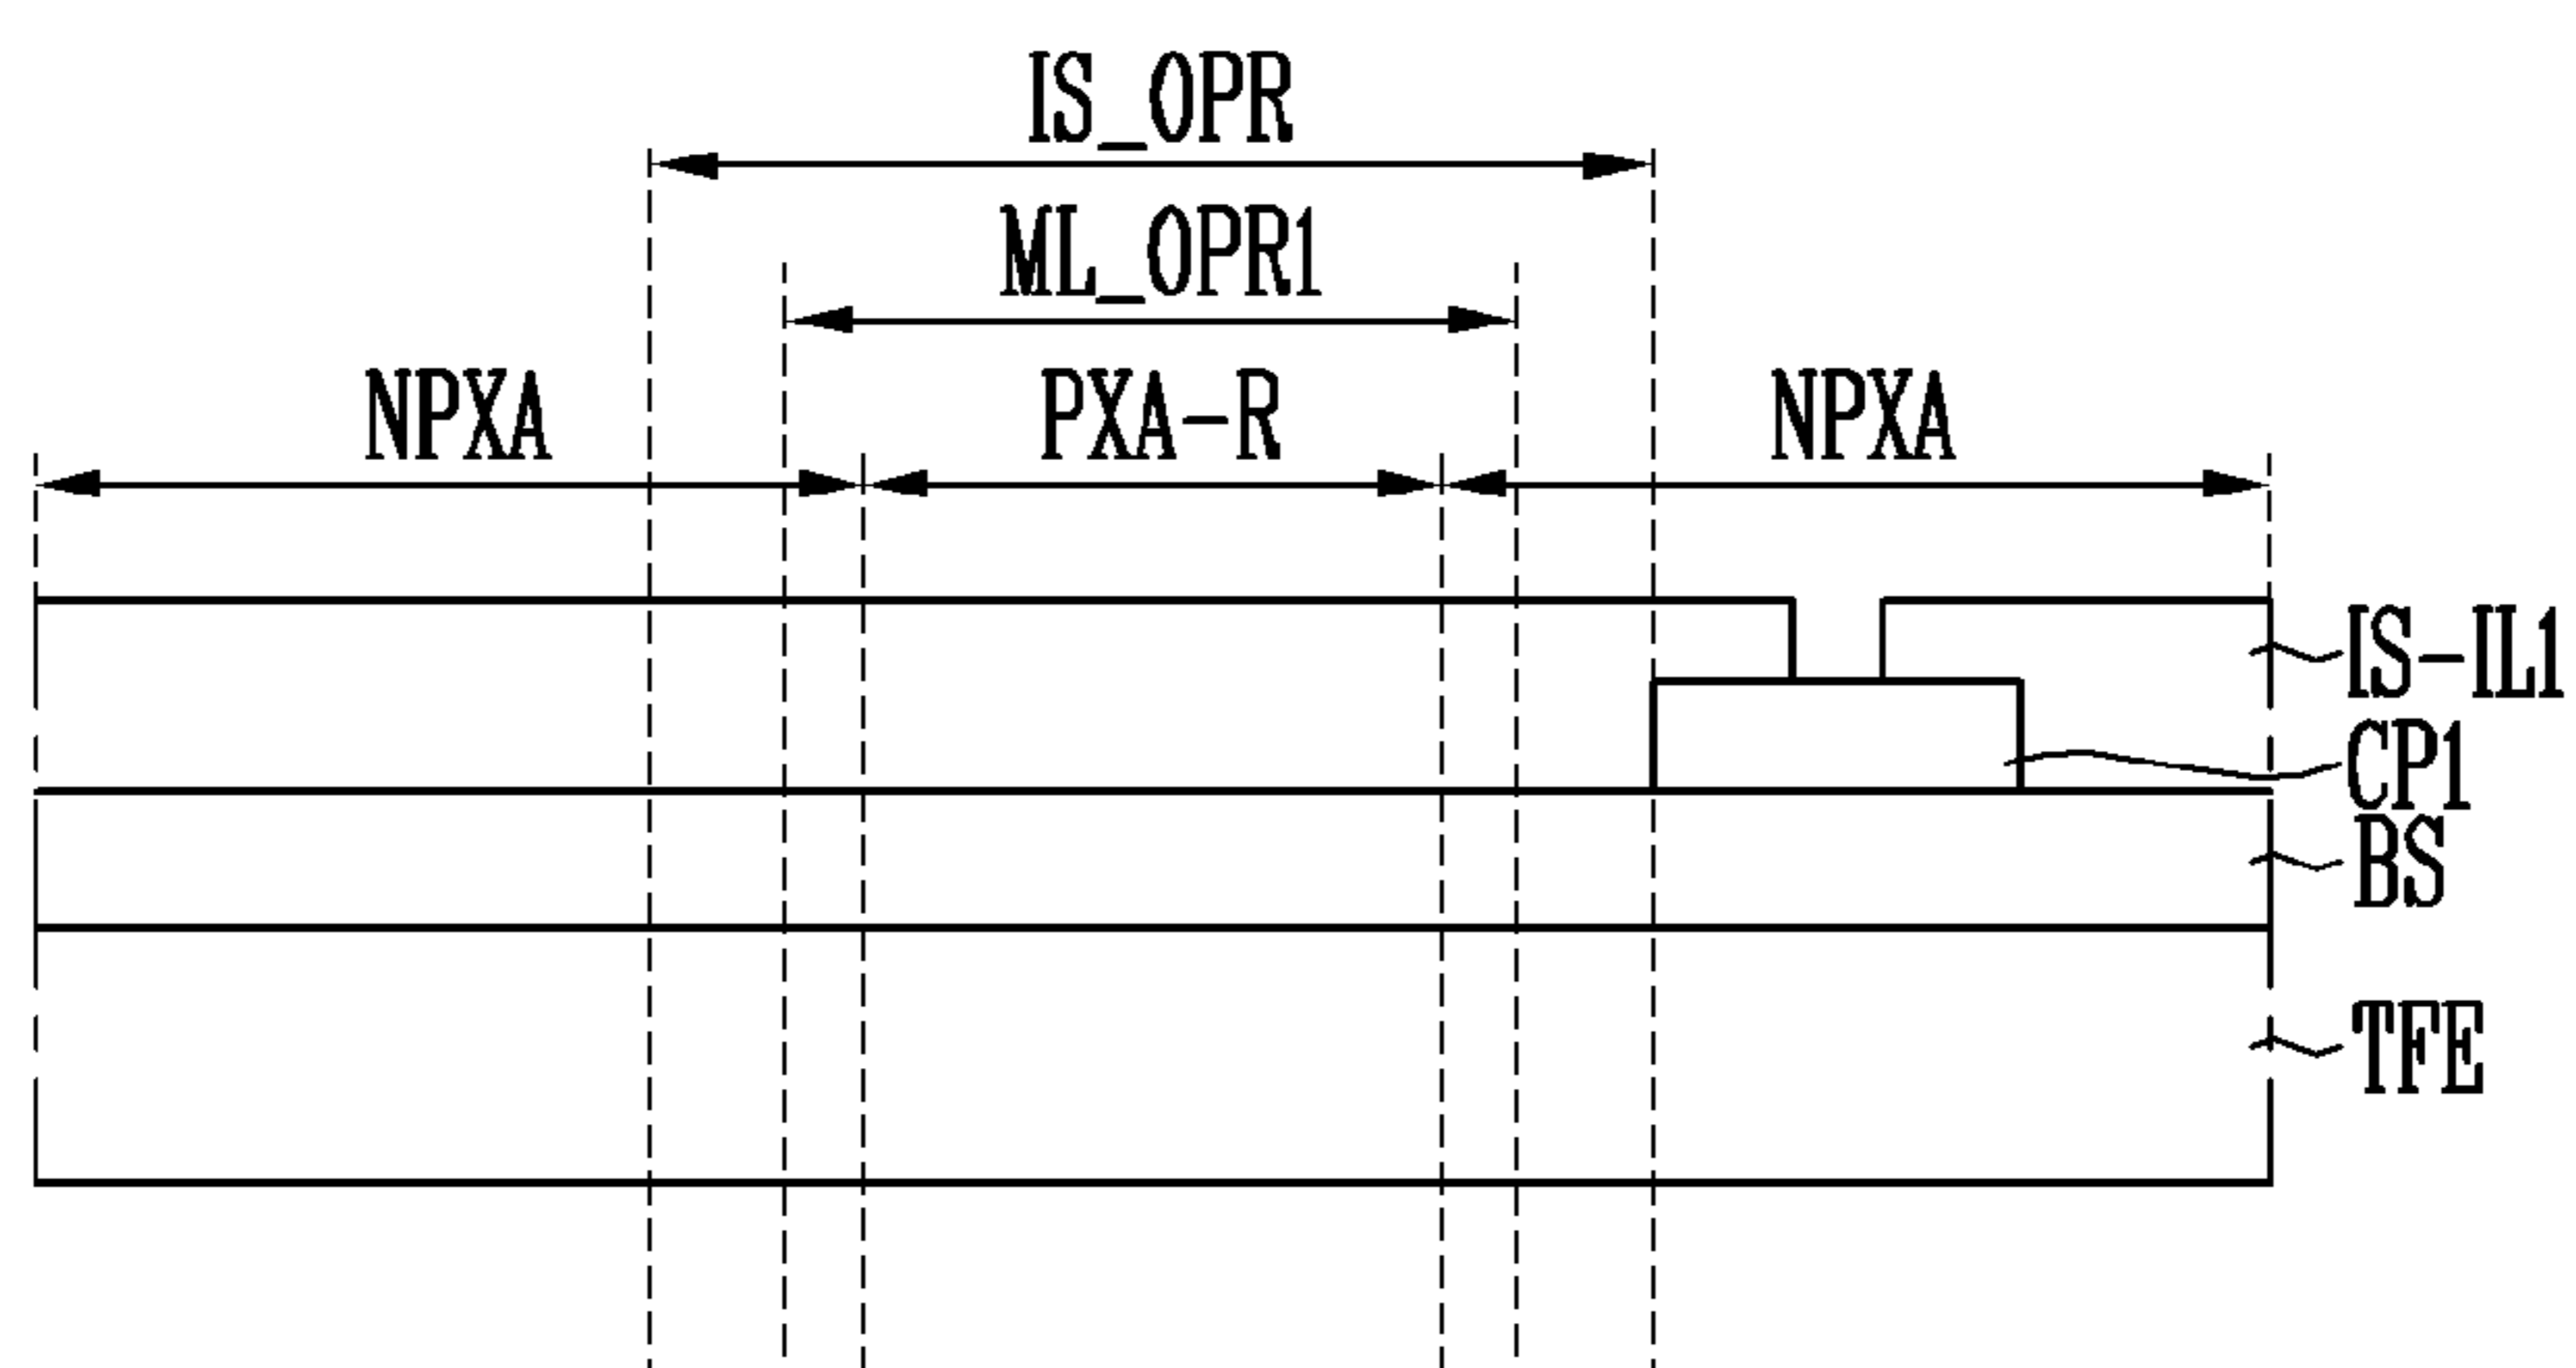 IS_OPR
ML_OPR1
NPXA PXA-R NPXA
IS-IL1
CP1
BS
TFE